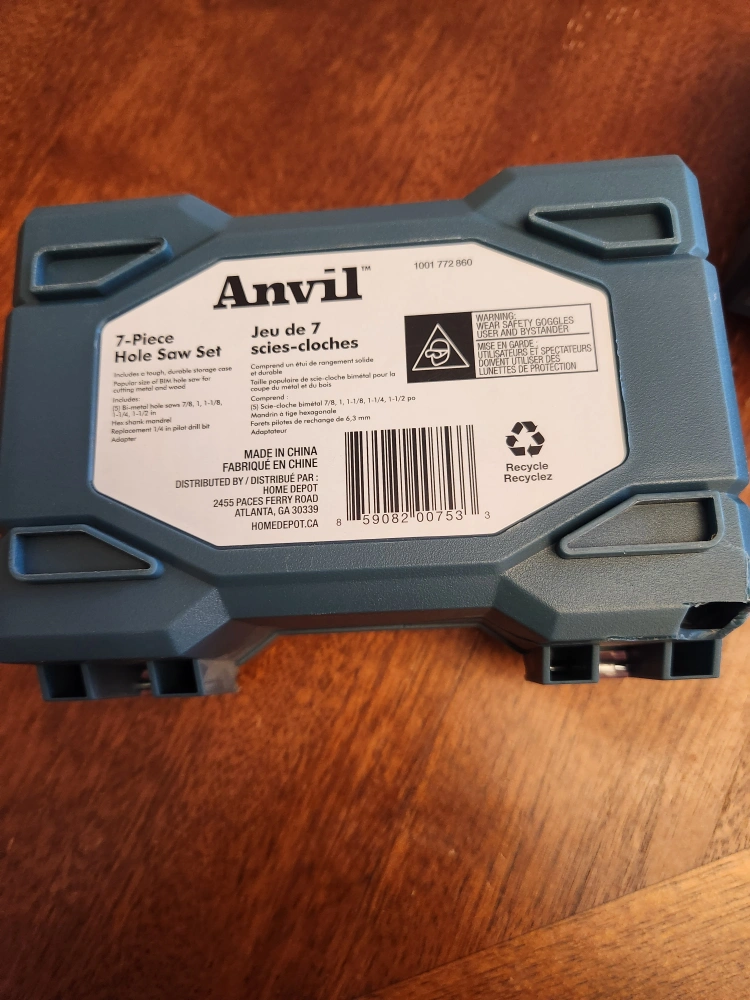 Anvil™
1001 772 860
7-Piece
Hole Saw Set
Includes a tough, durable storage case
Popular size of BIM hole saw for
cutting metal and wood
Includes:
(5) Bi-metal hole saws 7/8, 1, 1-1/8,
1-1/4, 1-1/2 in
Hex shank mandrel
Replacement 1/4 in pilot drill bit
Adapter
Jeu de 7
scies-cloches
Comprend un étui de rangement solide
et durable
Taille populaire de scie-cloche bimétal pour la
coupe du métal et du bois
Comprend :
(5) Scie-cloche bimétal 7/8, 1, 1-1/8, 1-1/4, 1-1/2 po
Mandrin à tige hexagonale
Forets pilotes de rechange de 6,3 mm
Adaptateur
WARNING:
WEAR SAFETY GOGGLES
USER AND BYSTANDER
MISE EN GARDE :
UTILISATEURS ET SPECTATEURS
DOIVENT UTILISER DES
LUNETTES DE PROTECTION
MADE IN CHINA
FABRIQUÉ EN CHINE
DISTRIBUTED BY / DISTRIBUÉ PAR :
HOME DEPOT
2455 PACES FERRY ROAD
ATLANTA, GA 30339
HOMEDEPOT.CA
8 59082 00753 3
Recycle
Recyclez